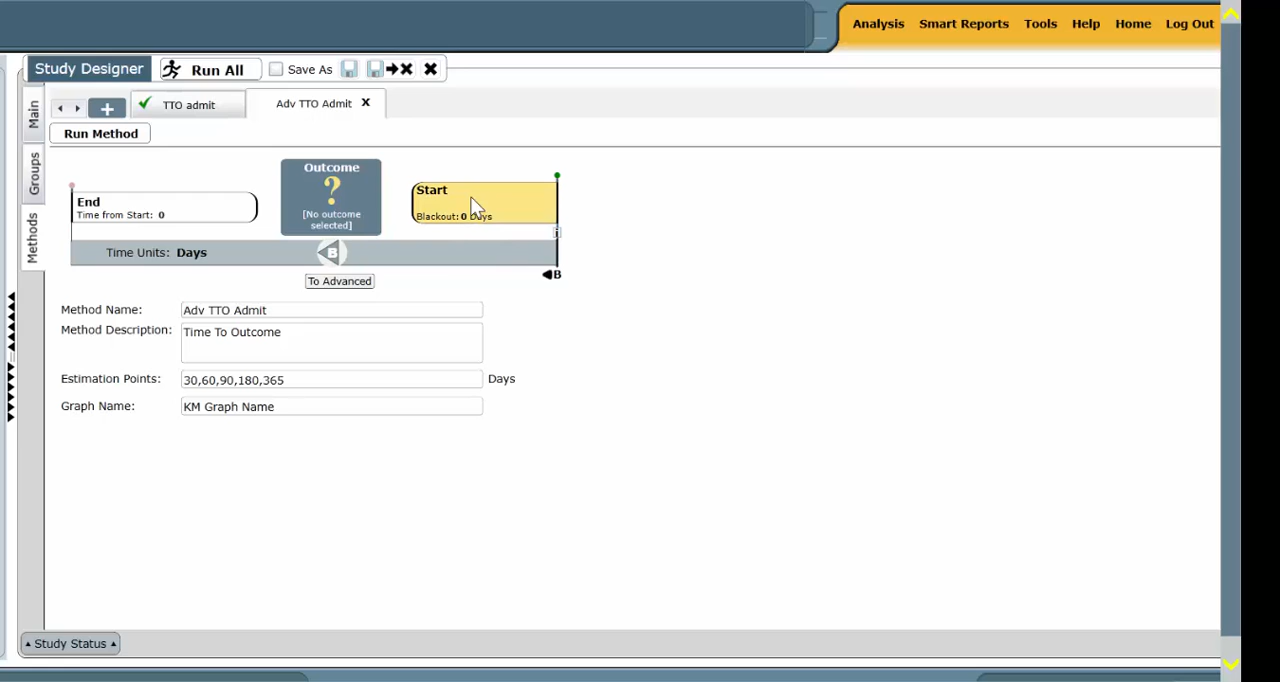 Analysis Smart Reports Tools Help Home Log Out
Study Designer Run All Save As
TTO admit Adv TTO Admit
Main
Groups
Methods
Run Method
Outcome
?
[No outcome
selected]
Start
Blackout: 0 Days
End
Time from Start: 0
Time Units: Days
B
B
To Advanced
Method Name: Adv TTO Admit
Method Description: Time To Outcome
Estimation Points: 30,60,90,180,365 Days
Graph Name: KM Graph Name
Study Status